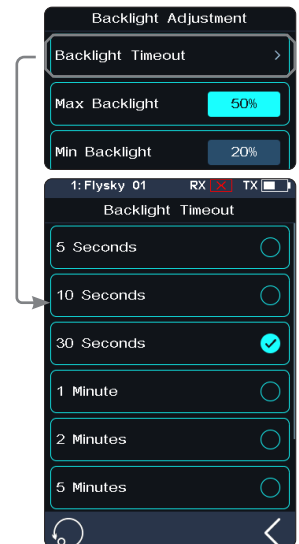 Backlight Adjustment
Backlight Timeout
Max Backlight 50%
Min Backlight 20%
1: Flysky 01 RX TX
Backlight Timeout
5 Seconds
10 Seconds
30 Seconds
1 Minute
2 Minutes
5 Minutes